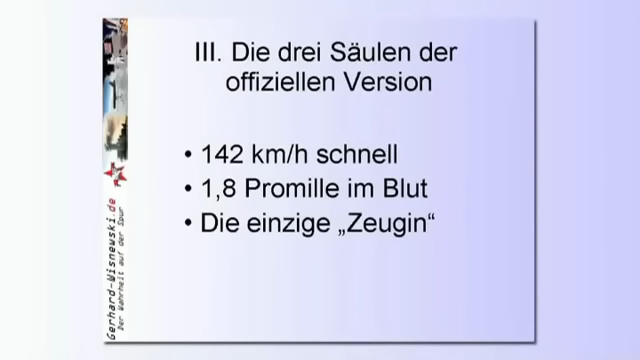 III. Die drei Säulen der
offiziellen Version
• 142 km/h schnell
• 1,8 Promille im Blut
• Die einzige „Zeugin“
Gerhard-Wisnewski.de
Der Wahrheit auf der Spur